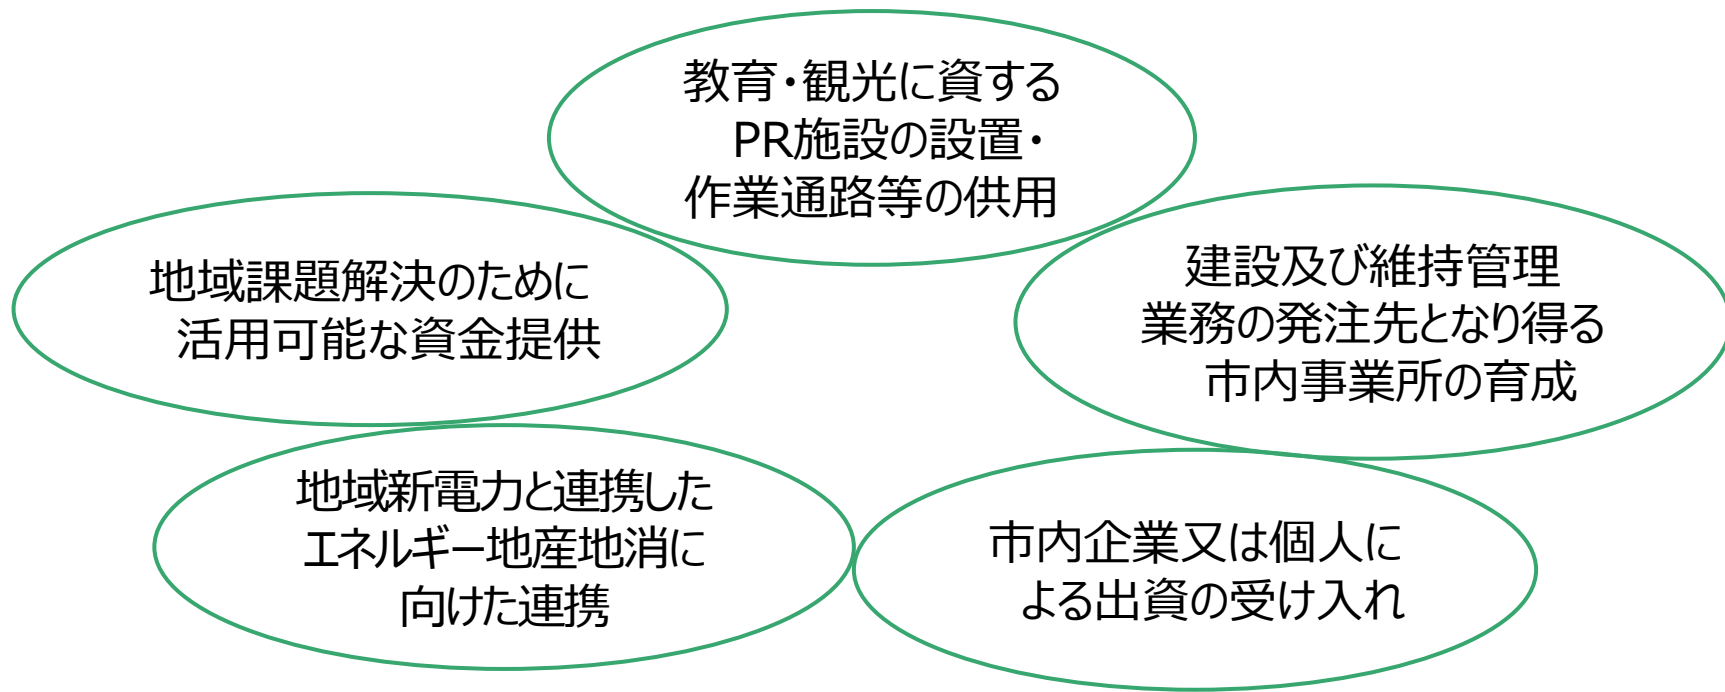 教育・観光に資する
PR施設の設置・
作業通路等の供用
地域課題解決のために
活用可能な資金提供
建設及び維持管理
業務の発注先となり得る
市内事業所の育成
地域新電力と連携した
エネルギー地産地消に
向けた連携
市内企業又は個人に
よる出資の受け入れ